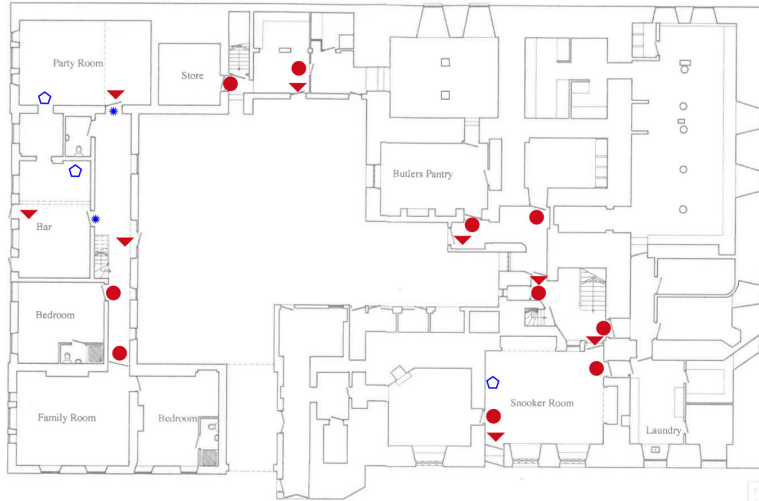 Party Room
Store
Butlers Pantry
Bar
Bedroom
Snooker Room
Family Room
Bedroom
Laundry